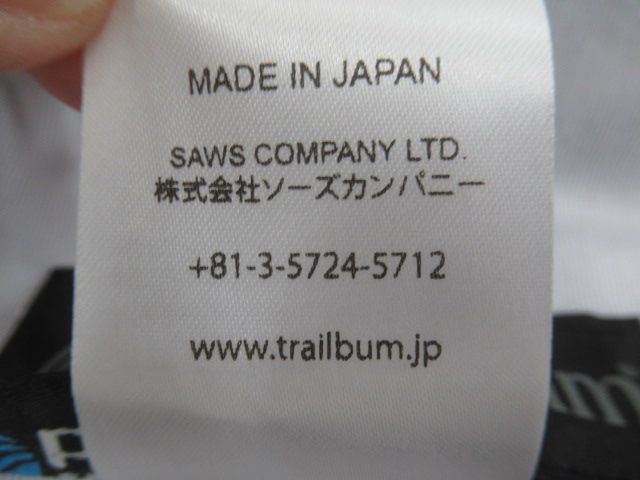 MADE IN JAPAN
SAWS COMPANY LTD.
株式会社ソーズカンパニー
+81-3-5724-5712
www.trailbum.jp